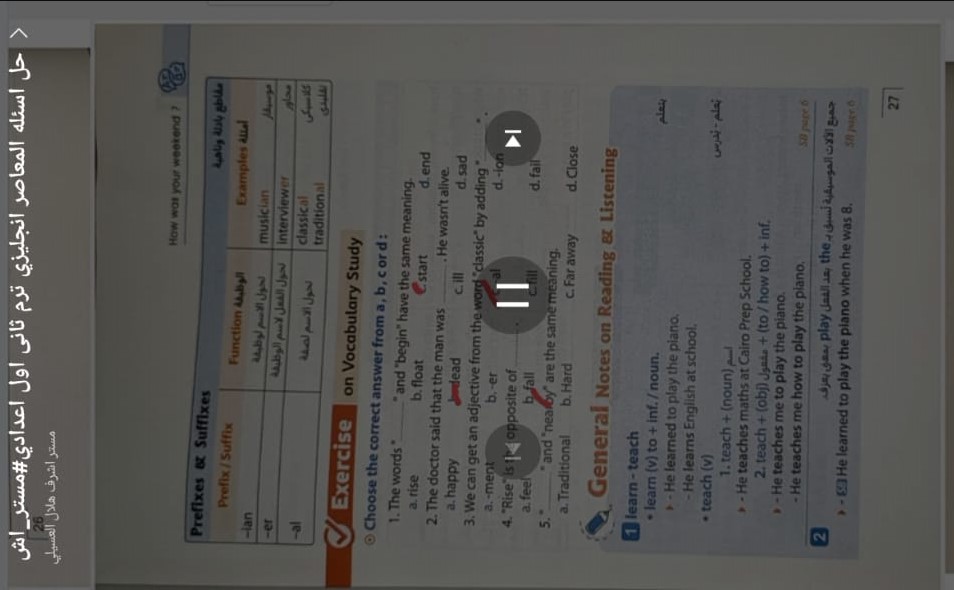 حل اسئله المعاصر انجليزي ترم ثانى اول اعدادي#مستر_اش
مستر اشرف هلال العسيلي
26
How was your weekend ?
Prefixes & Suffixes
مقاطع بادئة وناهية
Prefix / Suffix Function الوظيفة Examples أمثلة
-ian تحول الاسم لوظيفة musician موسيقار
-er تحول الفعل لاسم الوظيفة interviewer محاور
-al تحول الاسم لصفة classical كلاسيكى
traditional تقليدى
Exercise on Vocabulary Study
Choose the correct answer from a, b, c or d :
1. The words " " and "begin" have the same meaning.
a. rise b. float c. start d. end
2. The doctor said that the man was . He wasn't alive.
a. happy b. dead c. ill d. sad
3. We can get an adjective from the word "classic" by adding " ".
a. -ment b. -er c. -al d. -ion
4. "Rise" is the opposite of .
a. feel b. fall c. fill d. fail
5. " " and "nearby" are the same meaning.
a. Traditional b. Hard c. Far away d. Close
General Notes on Reading & Listening
1 learn - teach
• learn (v) to + inf. / noun. يتعلم
- He learned to play the piano.
- He learns English at school.
• teach (v) يُعلم - يُدرس
1. teach + (noun) اسم
- He teaches maths at Cairo Prep School.
2. teach + (obj) مفعول + (to / how to) + inf.
- He teaches me to play the piano.
- He teaches me how to play the piano.
SB page 6
2 جميع الآلات الموسيقية تسبق بـ the بعد الفعل play بمعنى يعزف
- He learned to play the piano when he was 8.
SB page 6
27